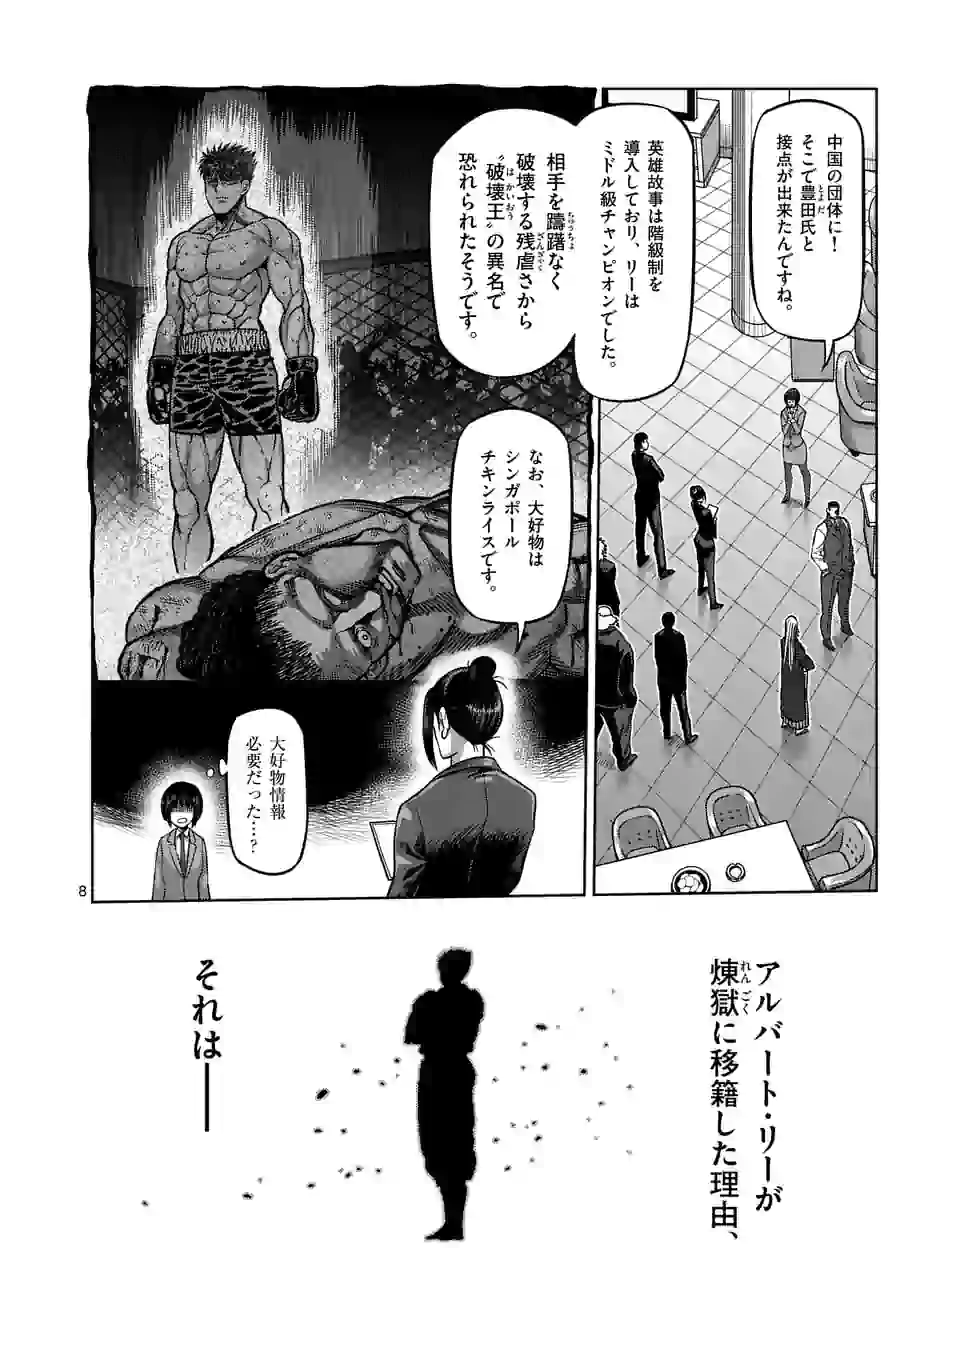 中国の団体に！
そこで豊田氏と
接点が出来たんですね。
英雄故事は階級制を
導入しており、リーは
ミドル級チャンピオンでした。
相手を躊躇なく
破壊する残虐さから
〝破壊王〟の異名で
恐れられたそうです。
なお、大好物は
シンガポール
チキンライスです。
大好物情報
必要だった…？
8
アルバート・リーが
煉獄に移籍した理由、
それは――